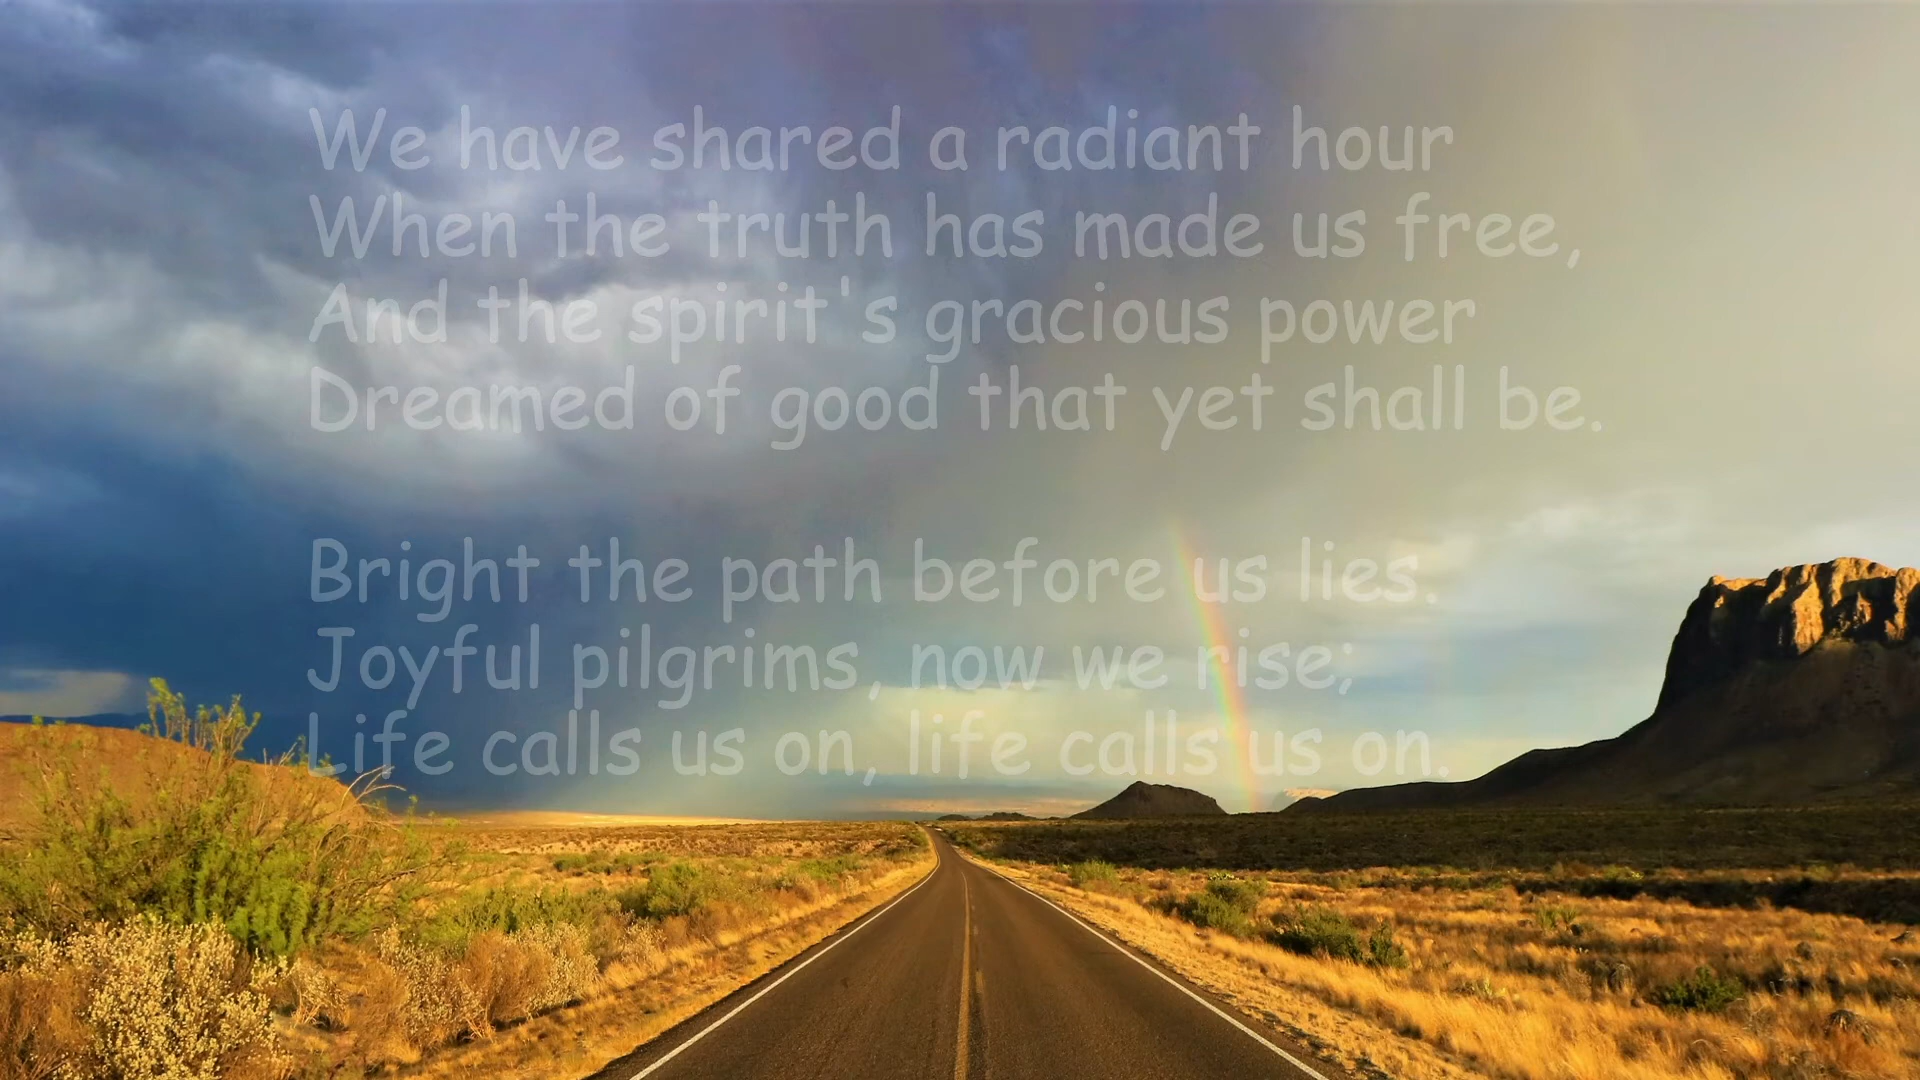 We have shared a radiant hour
When the truth has made us free,
And the spirit's gracious power
Dreamed of good that yet shall be.
Bright the path before us lies.
Joyful pilgrims, now we rise;
Life calls us on, life calls us on.